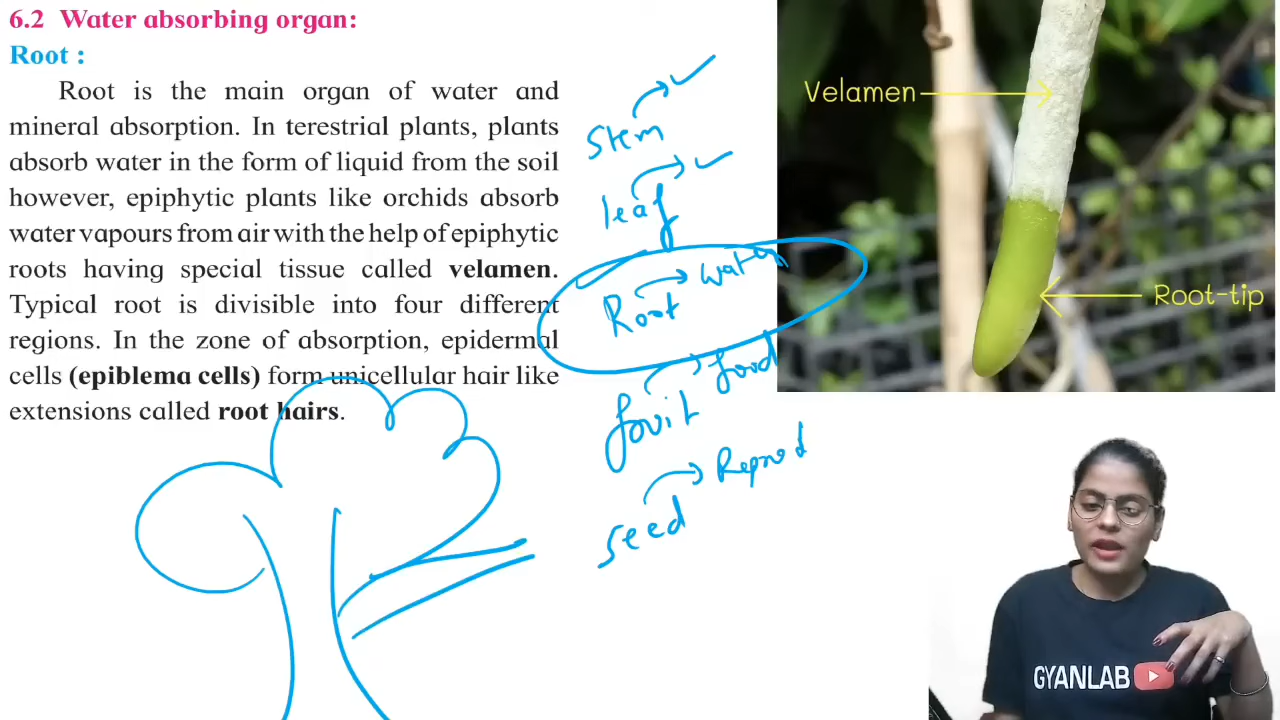 6.2 Water absorbing organ:
Root :
Root is the main organ of water and
mineral absorption. In terestrial plants, plants
absorb water in the form of liquid from the soil
however, epiphytic plants like orchids absorb
water vapours from air with the help of epiphytic
roots having special tissue called velamen.
Typical root is divisible into four different
regions. In the zone of absorption, epidermal
cells (epiblema cells) form unicellular hair like
extensions called root hairs.
Stem
leaf
Root → water
fruit → food
Seed → Reprod
Velamen
Root-tip
GYANLAB